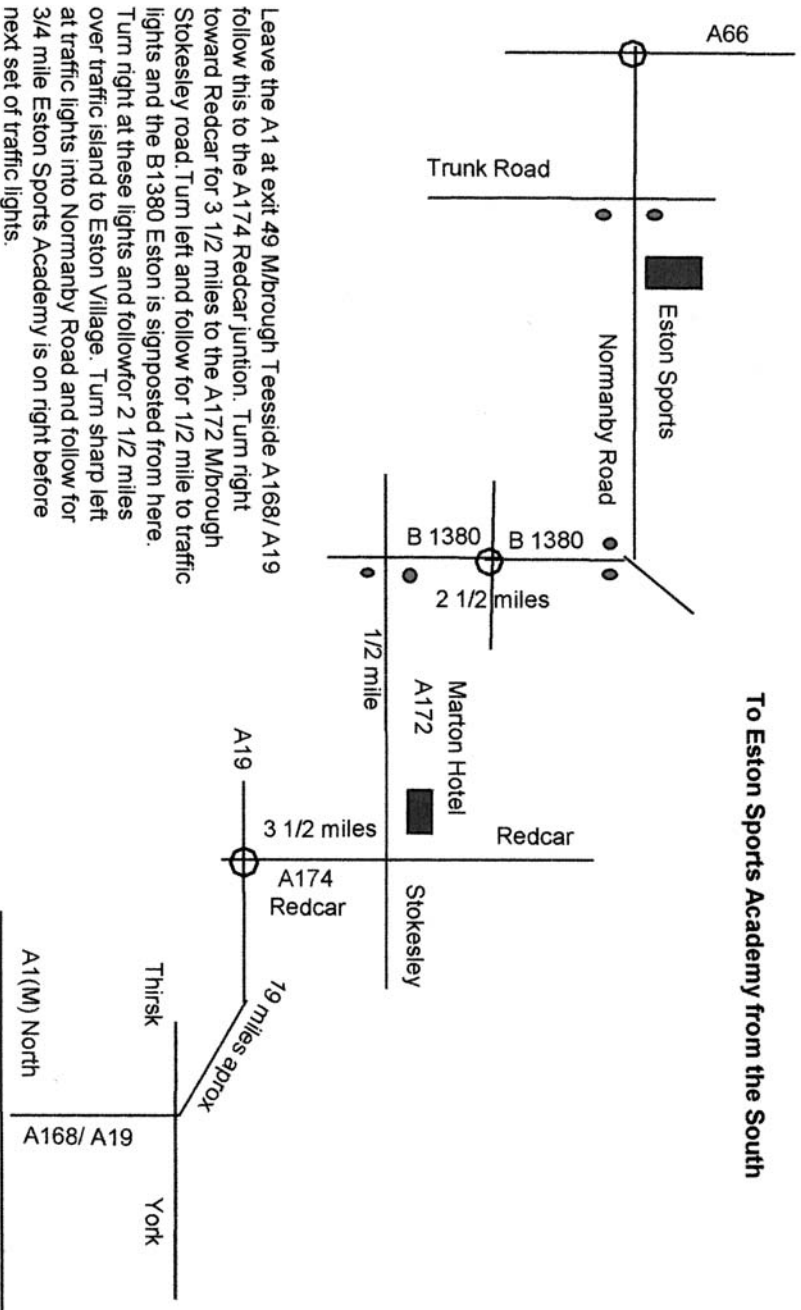 To Eston Sports Academy from the South
A66
Trunk Road
Eston Sports
Normanby Road
B 1380
B 1380
2 1/2 miles
1/2 mile
Marton Hotel
A172
Redcar
A19
3 1/2 miles
A174
Redcar
Stokesley
19 miles aprox
Thirsk
York
A168/ A19
A1(M) North
Leave the A1 at exit 49 M/brough Teesside A168/ A19
follow this to the A174 Redcar juntion. Turn right
toward Redcar for 3 1/2 miles to the A172 M/brough
Stokesley road.Turn left and follow for 1/2 mile to traffic
lights and the B1380 Eston is signposted from here.
Turn right at these lights and followfor 2 1/2 miles
over traffic island to Eston Village. Turn sharp left
at traffic lights into Normanby Road and follow for
3/4 mile Eston Sports Academy is on right before
next set of traffic lights.